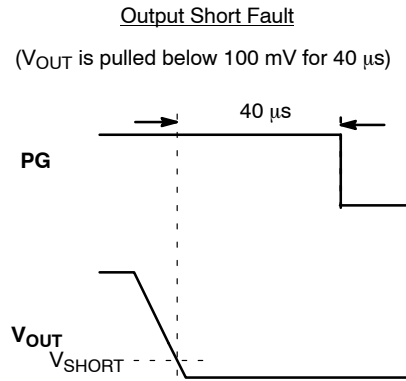 Output Short Fault
(VOUT is pulled below 100 mV for 40 μs)
40 μs
PG
VOUT
VSHORT